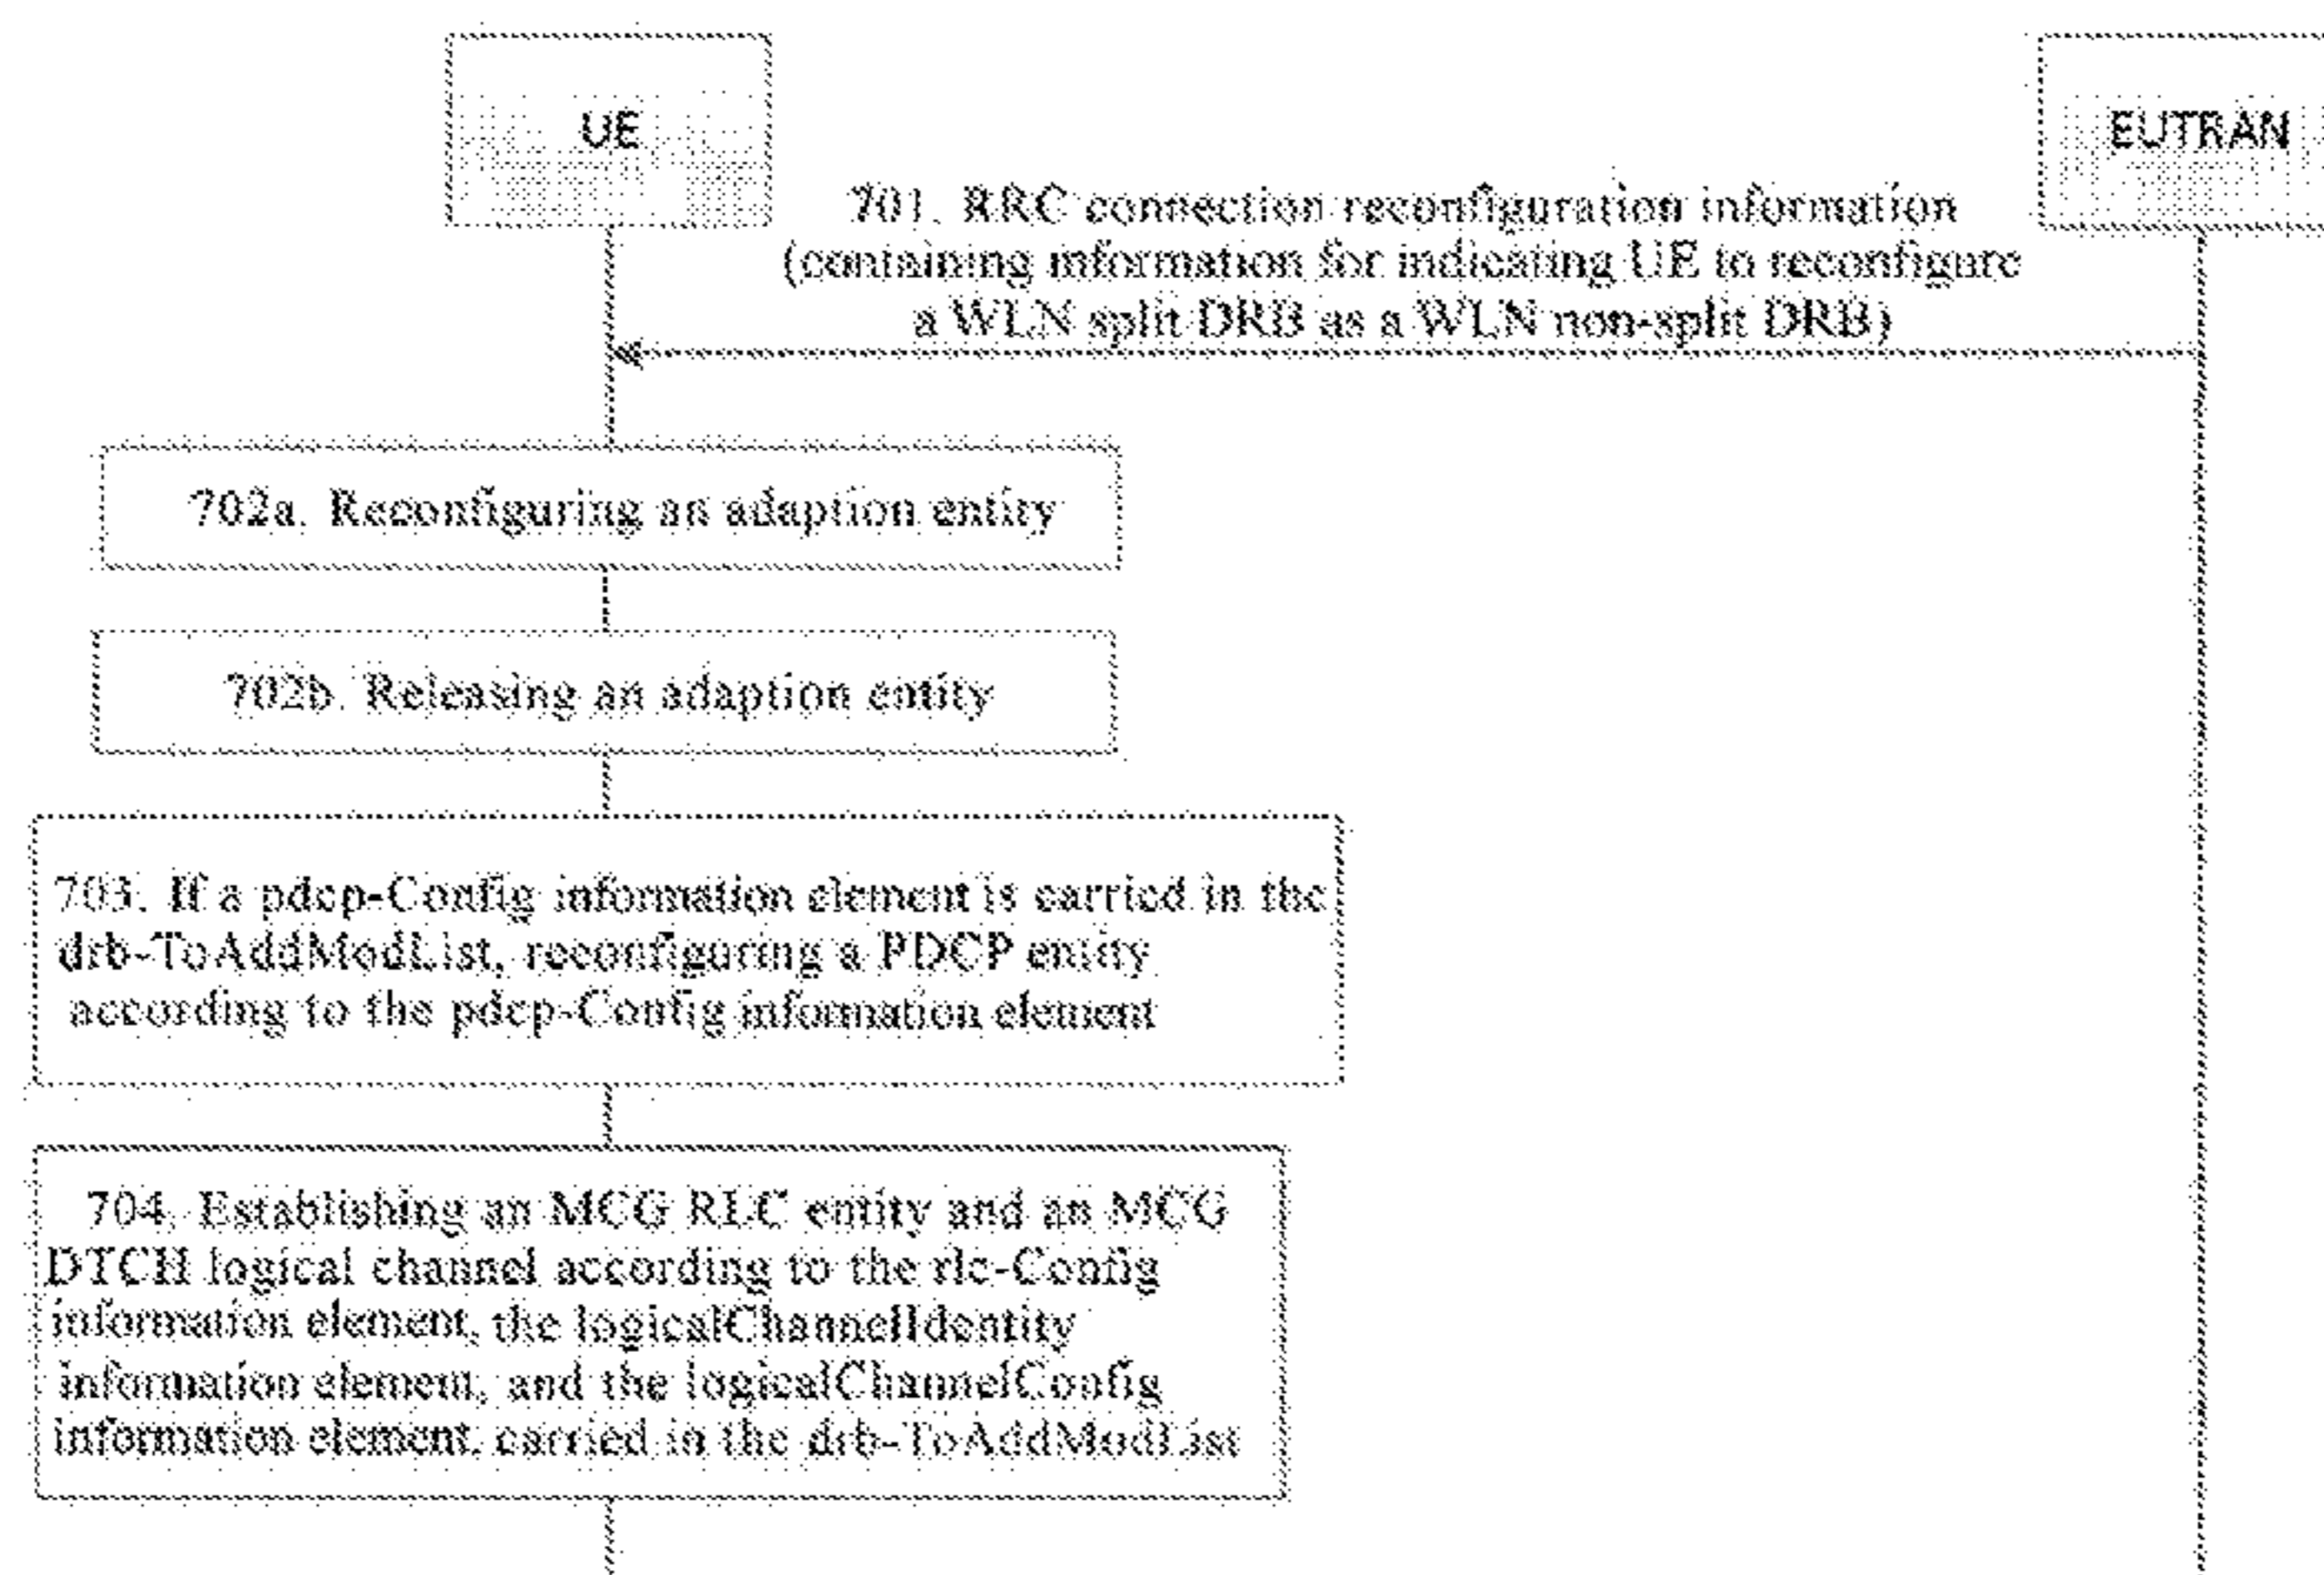 UE
EUTRAN
701. RRC connection reconfiguration information
(containing information for indicating UE to reconfigure
a WLN split DRB as a WLN non-split DRB)
702a. Reconfiguring an adaption entity
702b. Releasing an adaption entity
703. If a pdcp-Config information element is carried in the
drb-ToAddModList, reconfiguring a PDCP entity
according to the pdcp-Config information element
704. Establishing an MCG RLC entity and an MCG
DTCH logical channel according to the rlc-Config
information element, the logicalChannelIdentity
information element, and the logicalChannelConfig
information element, carried in the drb-ToAddModList